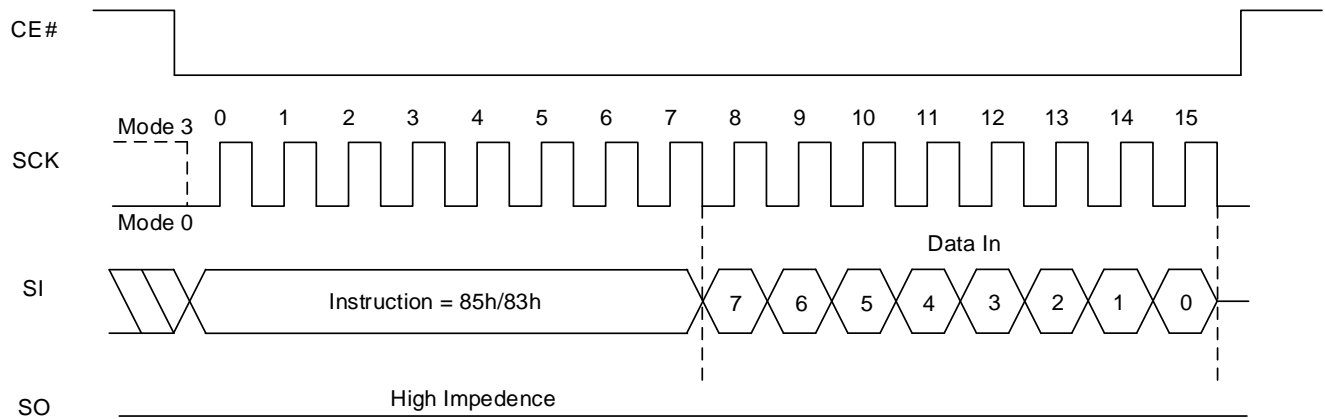 CE#
Mode 3
0 1 2 3 4 5 6 7 8 9 10 11 12 13 14 15
SCK
Mode 0
Data In
SI
Instruction = 85h/83h
7 6 5 4 3 2 1 0
High Impedence
SO